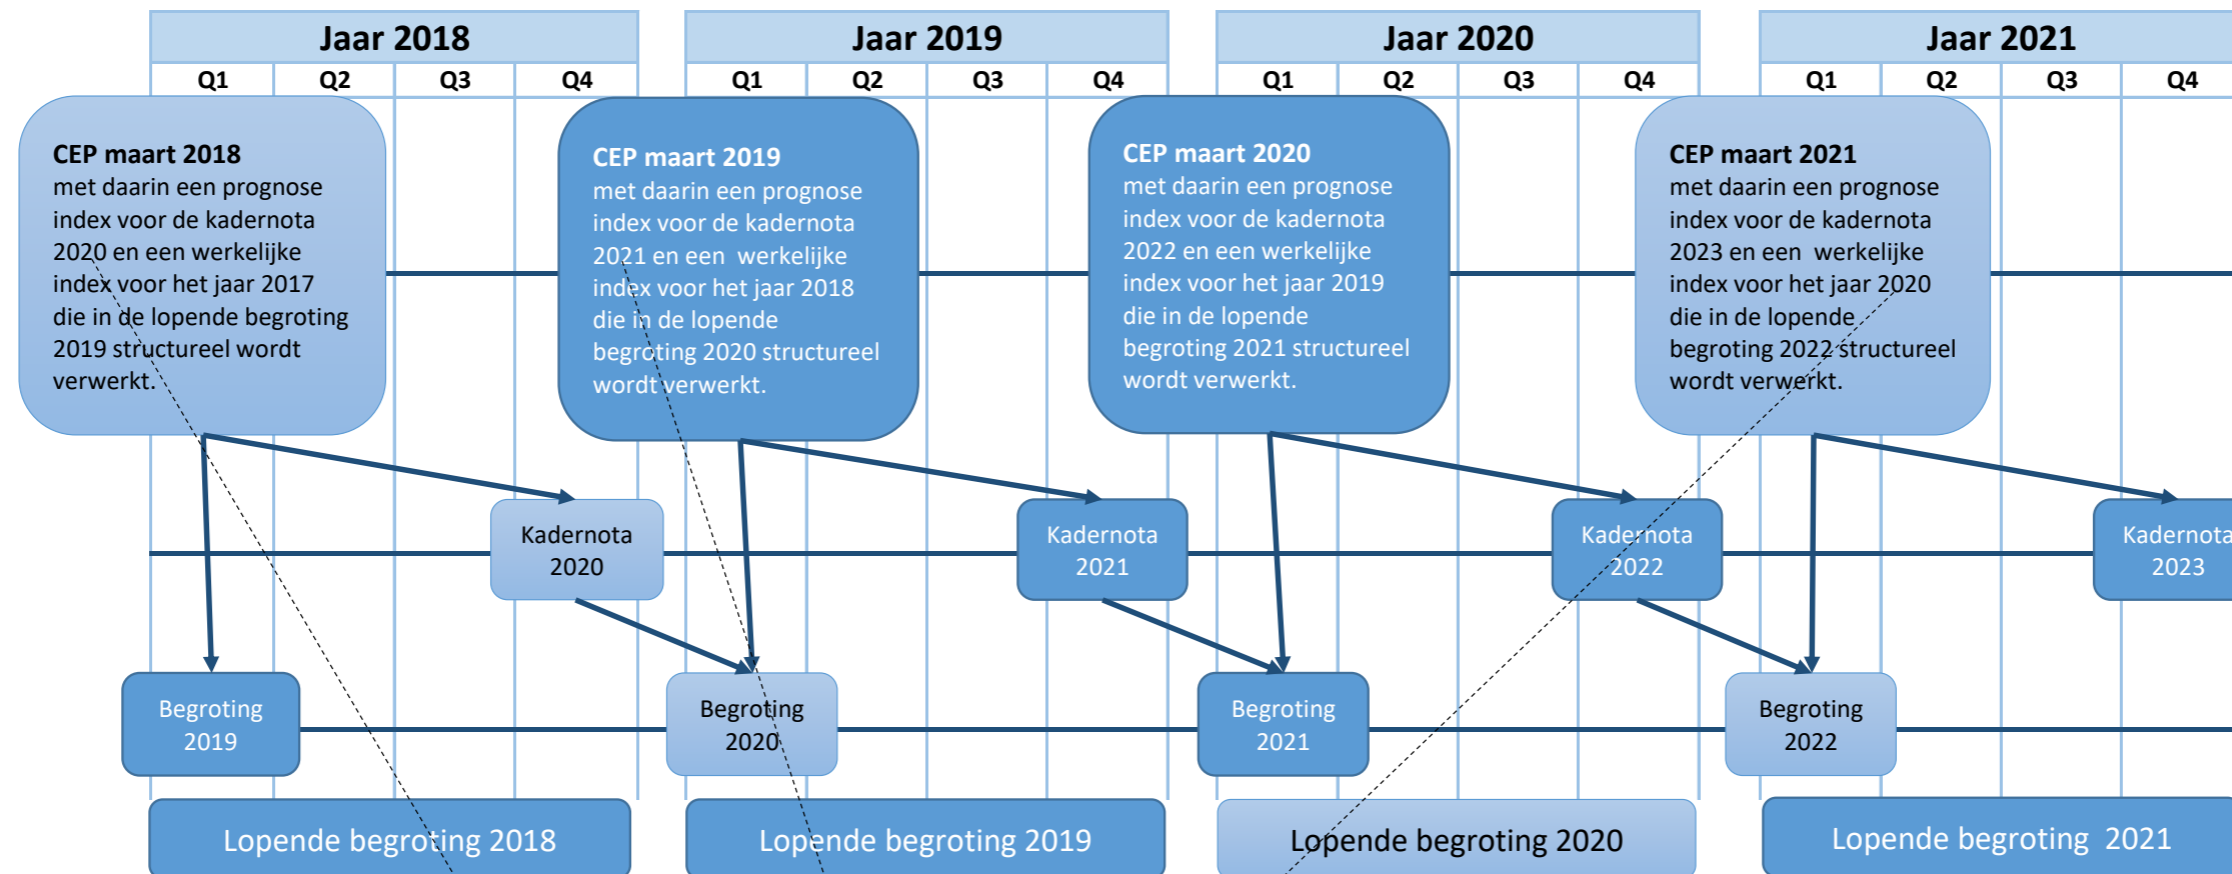 Jaar 2018
Jaar 2019
Jaar 2020
Jaar 2021
Q1 Q2 Q3 Q4
Q1 Q2 Q3 Q4
Q1 Q2 Q3 Q4
Q1 Q2 Q3 Q4
CEP maart 2018
met daarin een prognose
index voor de kadernota
2020 en een werkelijke
index voor het jaar 2017
die in de lopende begroting
2019 structureel wordt
verwerkt.
CEP maart 2019
met daarin een prognose
index voor de kadernota
2021 en een werkelijke
index voor het jaar 2018
die in de lopende
begroting 2020 structureel
wordt verwerkt.
CEP maart 2020
met daarin een prognose
index voor de kadernota
2022 en een werkelijke
index voor het jaar 2019
die in de lopende
begroting 2021 structureel
wordt verwerkt.
CEP maart 2021
met daarin een prognose
index voor de kadernota
2023 en een werkelijke
index voor het jaar 2020
die in de lopende
begroting 2022 structureel
wordt verwerkt.
Kadernota
2020
Kadernota
2021
Kadernota
2022
Kadernota
2023
Begroting
2019
Begroting
2020
Begroting
2021
Begroting
2022
Lopende begroting 2018
Lopende begroting 2019
Lopende begroting 2020
Lopende begroting 2021